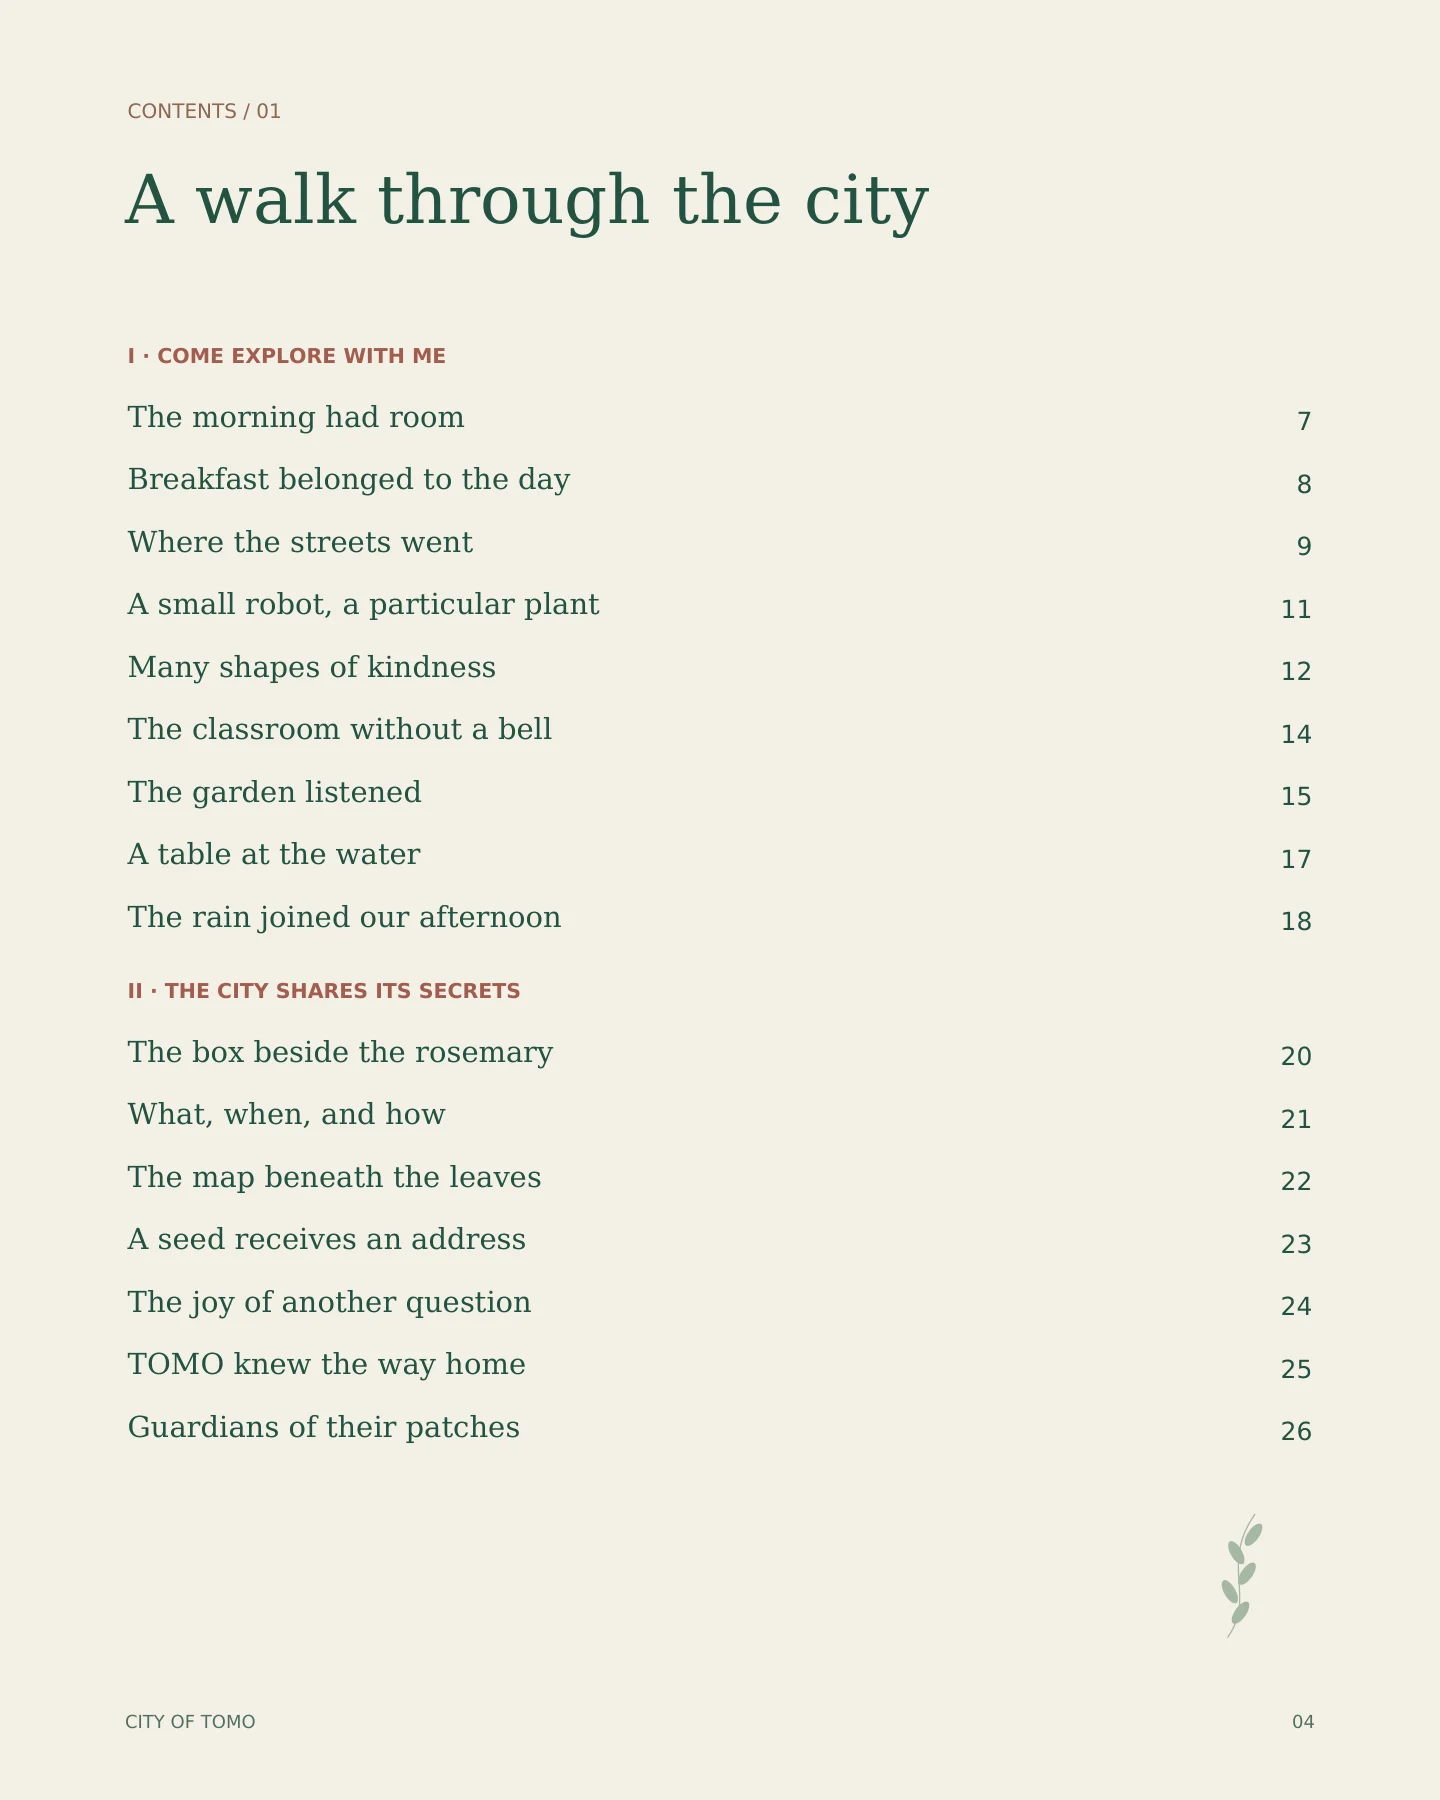 CONTENTS / 01
A walk through the city
I · COME EXPLORE WITH ME
The morning had room 7
Breakfast belonged to the day 8
Where the streets went 9
A small robot, a particular plant 11
Many shapes of kindness 12
The classroom without a bell 14
The garden listened 15
A table at the water 17
The rain joined our afternoon 18
II · THE CITY SHARES ITS SECRETS
The box beside the rosemary 20
What, when, and how 21
The map beneath the leaves 22
A seed receives an address 23
The joy of another question 24
TOMO knew the way home 25
Guardians of their patches 26
CITY OF TOMO 04